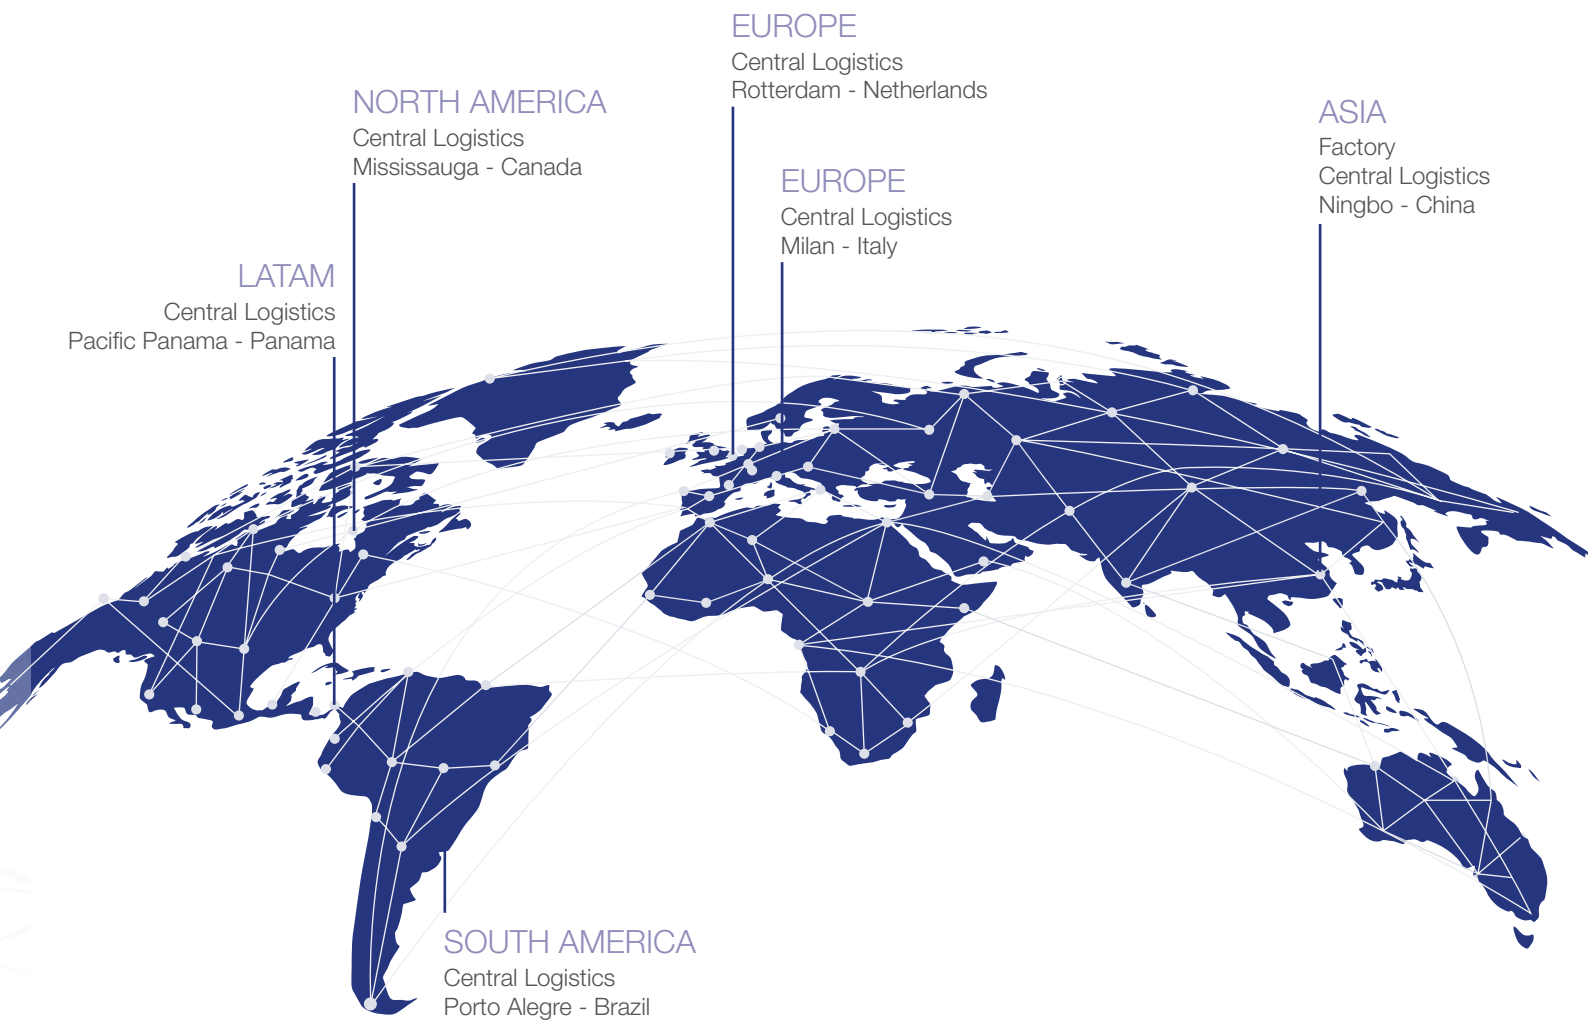 EUROPE
Central Logistics
Rotterdam - Netherlands
NORTH AMERICA
Central Logistics
Mississauga - Canada
ASIA
Factory
Central Logistics
Ningbo - China
EUROPE
Central Logistics
Milan - Italy
LATAM
Central Logistics
Pacific Panama - Panama
SOUTH AMERICA
Central Logistics
Porto Alegre - Brazil